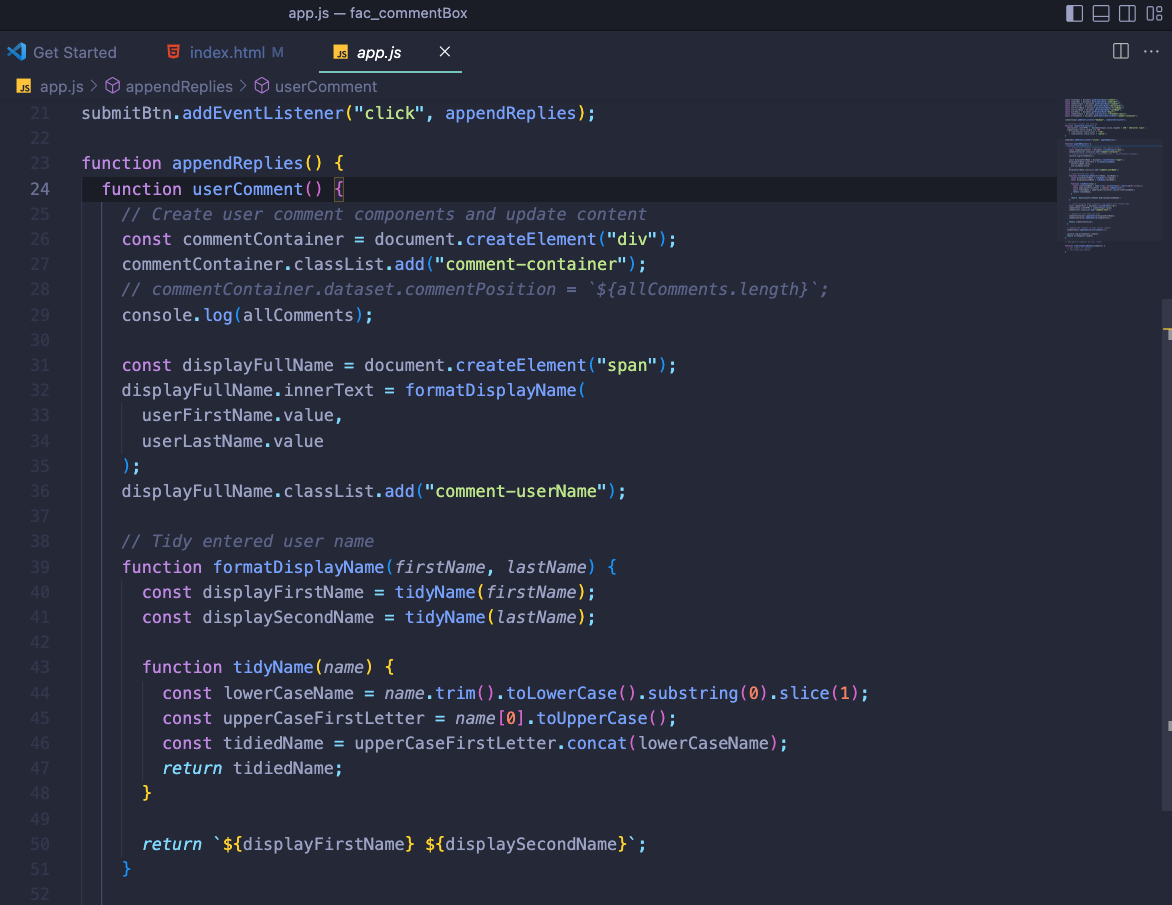 app.js — fac_commentBox
Get Started
index.html M
JS app.js
JS app.js > appendReplies > userComment
21 submitBtn.addEventListener("click", appendReplies);
22
23 function appendReplies() {
24   function userComment() {
25     // Create user comment components and update content
26     const commentContainer = document.createElement("div");
27     commentContainer.classList.add("comment-container");
28     // commentContainer.dataset.commentPosition = `${allComments.length}`;
29     console.log(allComments);
30
31     const displayFullName = document.createElement("span");
32     displayFullName.innerText = formatDisplayName(
33       userFirstName.value,
34       userLastName.value
35     );
36     displayFullName.classList.add("comment-userName");
37
38     // Tidy entered user name
39     function formatDisplayName(firstName, lastName) {
40       const displayFirstName = tidyName(firstName);
41       const displaySecondName = tidyName(lastName);
42
43       function tidyName(name) {
44         const lowerCaseName = name.trim().toLowerCase().substring(0).slice(1);
45         const upperCaseFirstLetter = name[0].toUpperCase();
46         const tidiedName = upperCaseFirstLetter.concat(lowerCaseName);
47         return tidiedName;
48       }
49
50       return `${displayFirstName} ${displaySecondName}`;
51     }
52